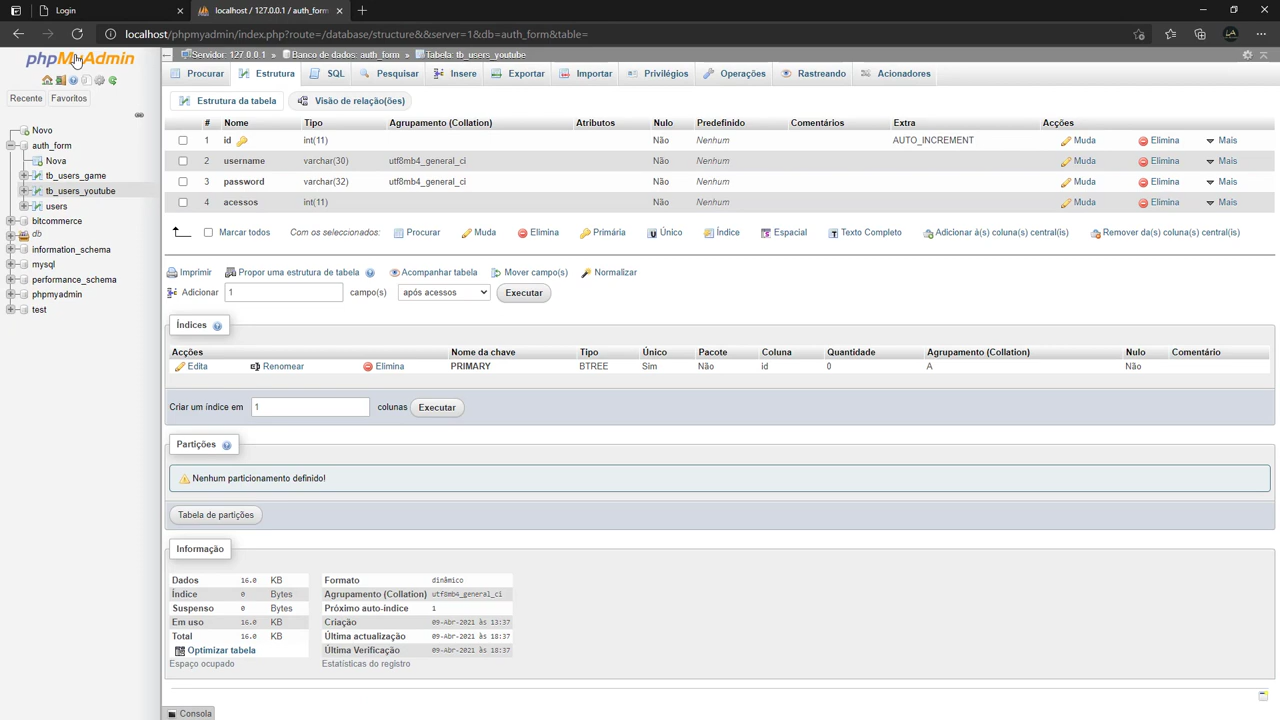 Login
localhost / 127.0.0.1 / auth_form
localhost/phpmyadmin/index.php?route=/database/structure&&server=1&db=auth_form&table=
phpMyAdmin
Recente Favoritos
Novo
auth_form
Nova
tb_users_game
tb_users_youtube
users
bitcommerce
db
information_schema
mysql
performance_schema
phpmyadmin
test
Servidor: 127.0.0.1 » Banco de dados: auth_form » Tabela: tb_users_youtube
Procurar Estrutura SQL Pesquisar Insere Exportar Importar Privilégios Operações Rastreando Acionadores
Estrutura da tabela Visão de relação(ões)
# Nome Tipo Agrupamento (Collation) Atributos Nulo Predefinido Comentários Extra Acções
1 id int(11) Não Nenhum AUTO_INCREMENT Muda Elimina Mais
2 username varchar(30) utf8mb4_general_ci Não Nenhum Muda Elimina Mais
3 password varchar(32) utf8mb4_general_ci Não Nenhum Muda Elimina Mais
4 acessos int(11) Não Nenhum Muda Elimina Mais
Marcar todos Com os seleccionados: Procurar Muda Elimina Primária Único Índice Espacial Texto Completo Adicionar à(s) coluna(s) central(is) Remover da(s) coluna(s) central(is)
Imprimir Propor uma estrutura de tabela Acompanhar tabela Mover campo(s) Normalizar
Adicionar 1 campo(s) após acessos Executar
Índices
Acções Nome da chave Tipo Único Pacote Coluna Quantidade Agrupamento (Collation) Nulo Comentário
Edita Renomear Elimina PRIMARY BTREE Sim Não id 0 A Não
Criar um índice em 1 colunas Executar
Partições
Nenhum particionamento definido!
Tabela de partições
Informação
Dados 16.0 KB
Índice 0 Bytes
Suspenso 0 Bytes
Em uso 16.0 KB
Total 16.0 KB
Optimizar tabela
Espaço ocupado
Formato dinâmico
Agrupamento (Collation) utf8mb4_general_ci
Próximo auto-índice 1
Criação 09-Abr-2021 às 13:37
Última actualização 09-Abr-2021 às 18:37
Última Verificação 09-Abr-2021 às 18:37
Estatísticas do registro
Consola